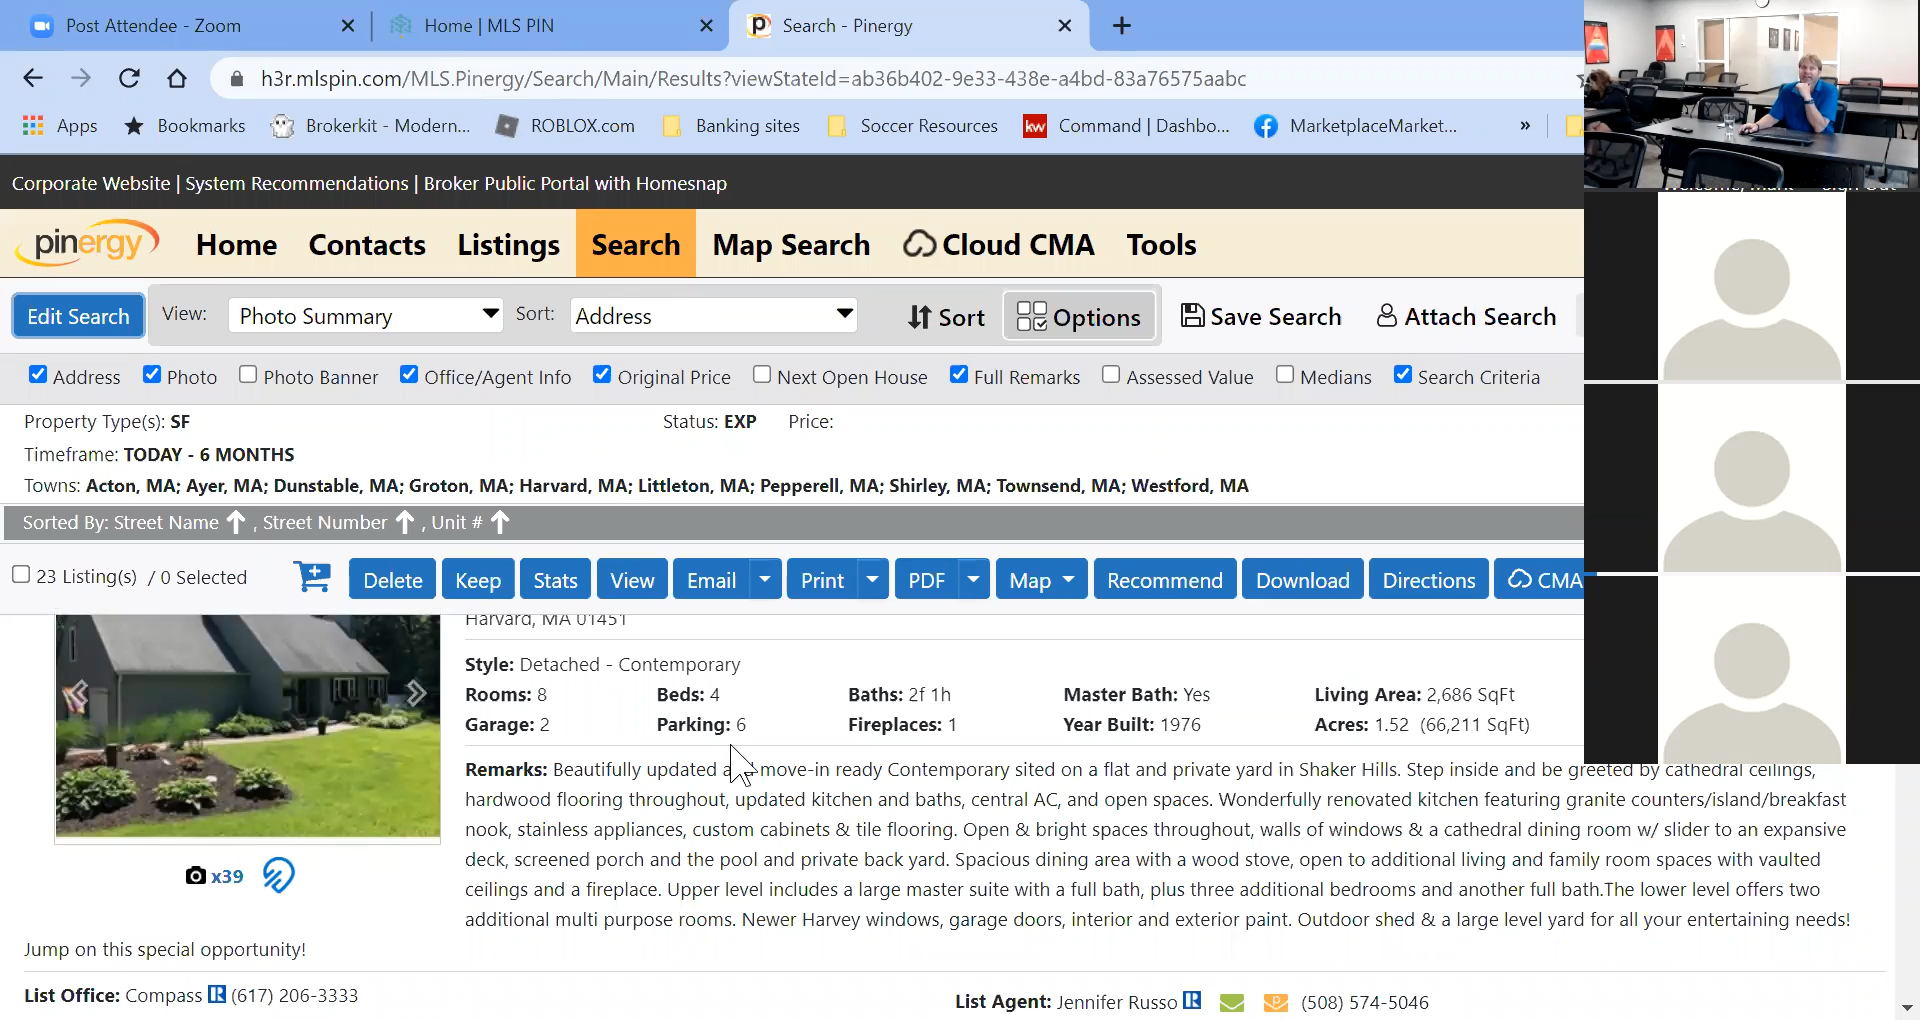 Post Attendee - Zoom
Home | MLS PIN
Search - Pinergy
h3r.mlspin.com/MLS.Pinergy/Search/Main/Results?viewStateId=ab36b402-9e33-438e-a4bd-83a76575aabc
Apps
Bookmarks
Brokerkit - Modern...
ROBLOX.com
Banking sites
Soccer Resources
kw
Command | Dashbo...
MarketplaceMarket...
»
Corporate Website | System Recommendations | Broker Public Portal with Homesnap
pinergy
Home
Contacts
Listings
Search
Map Search
Cloud CMA
Tools
Edit Search
View:
Photo Summary
Sort:
Address
Sort
Options
Save Search
Attach Search
Address
Photo
Photo Banner
Office/Agent Info
Original Price
Next Open House
Full Remarks
Assessed Value
Medians
Search Criteria
Property Type(s): SF
Status: EXP
Price:
Timeframe: TODAY - 6 MONTHS
Towns: Acton, MA; Ayer, MA; Dunstable, MA; Groton, MA; Harvard, MA; Littleton, MA; Pepperell, MA; Shirley, MA; Townsend, MA; Westford, MA
Sorted By: Street Name , Street Number , Unit #
23 Listing(s) / 0 Selected
Delete
Keep
Stats
View
Email
Print
PDF
Map
Recommend
Download
Directions
CMA
Harvard, MA 01451
Style: Detached - Contemporary
Rooms: 8
Beds: 4
Baths: 2f 1h
Master Bath: Yes
Living Area: 2,686 SqFt
Garage: 2
Parking: 6
Fireplaces: 1
Year Built: 1976
Acres: 1.52 (66,211 SqFt)
Remarks: Beautifully updated move-in ready Contemporary sited on a flat and private yard in Shaker Hills. Step inside and be greeted by cathedral ceilings,
hardwood flooring throughout, updated kitchen and baths, central AC, and open spaces. Wonderfully renovated kitchen featuring granite counters/island/breakfast
nook, stainless appliances, custom cabinets & tile flooring. Open & bright spaces throughout, walls of windows & a cathedral dining room w/ slider to an expansive
deck, screened porch and the pool and private back yard. Spacious dining area with a wood stove, open to additional living and family room spaces with vaulted
ceilings and a fireplace. Upper level includes a large master suite with a full bath, plus three additional bedrooms and another full bath.The lower level offers two
additional multi purpose rooms. Newer Harvey windows, garage doors, interior and exterior paint. Outdoor shed & a large level yard for all your entertaining needs!
x39
Jump on this special opportunity!
List Office: Compass R (617) 206-3333
List Agent: Jennifer Russo R (508) 574-5046